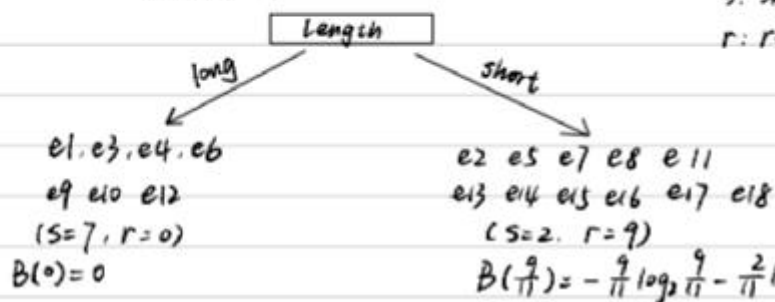 r: r
Length
long
short
e1, e3, e4, e6
e9 e10 e12
(S=7, r=0)
B(0)=0
e2 e5 e7 e8 e11
e13 e14 e15 e16 e17 e18
(S=2. r=9)
B(9/11)= - 9/11 log₂ 9/11 - 2/11